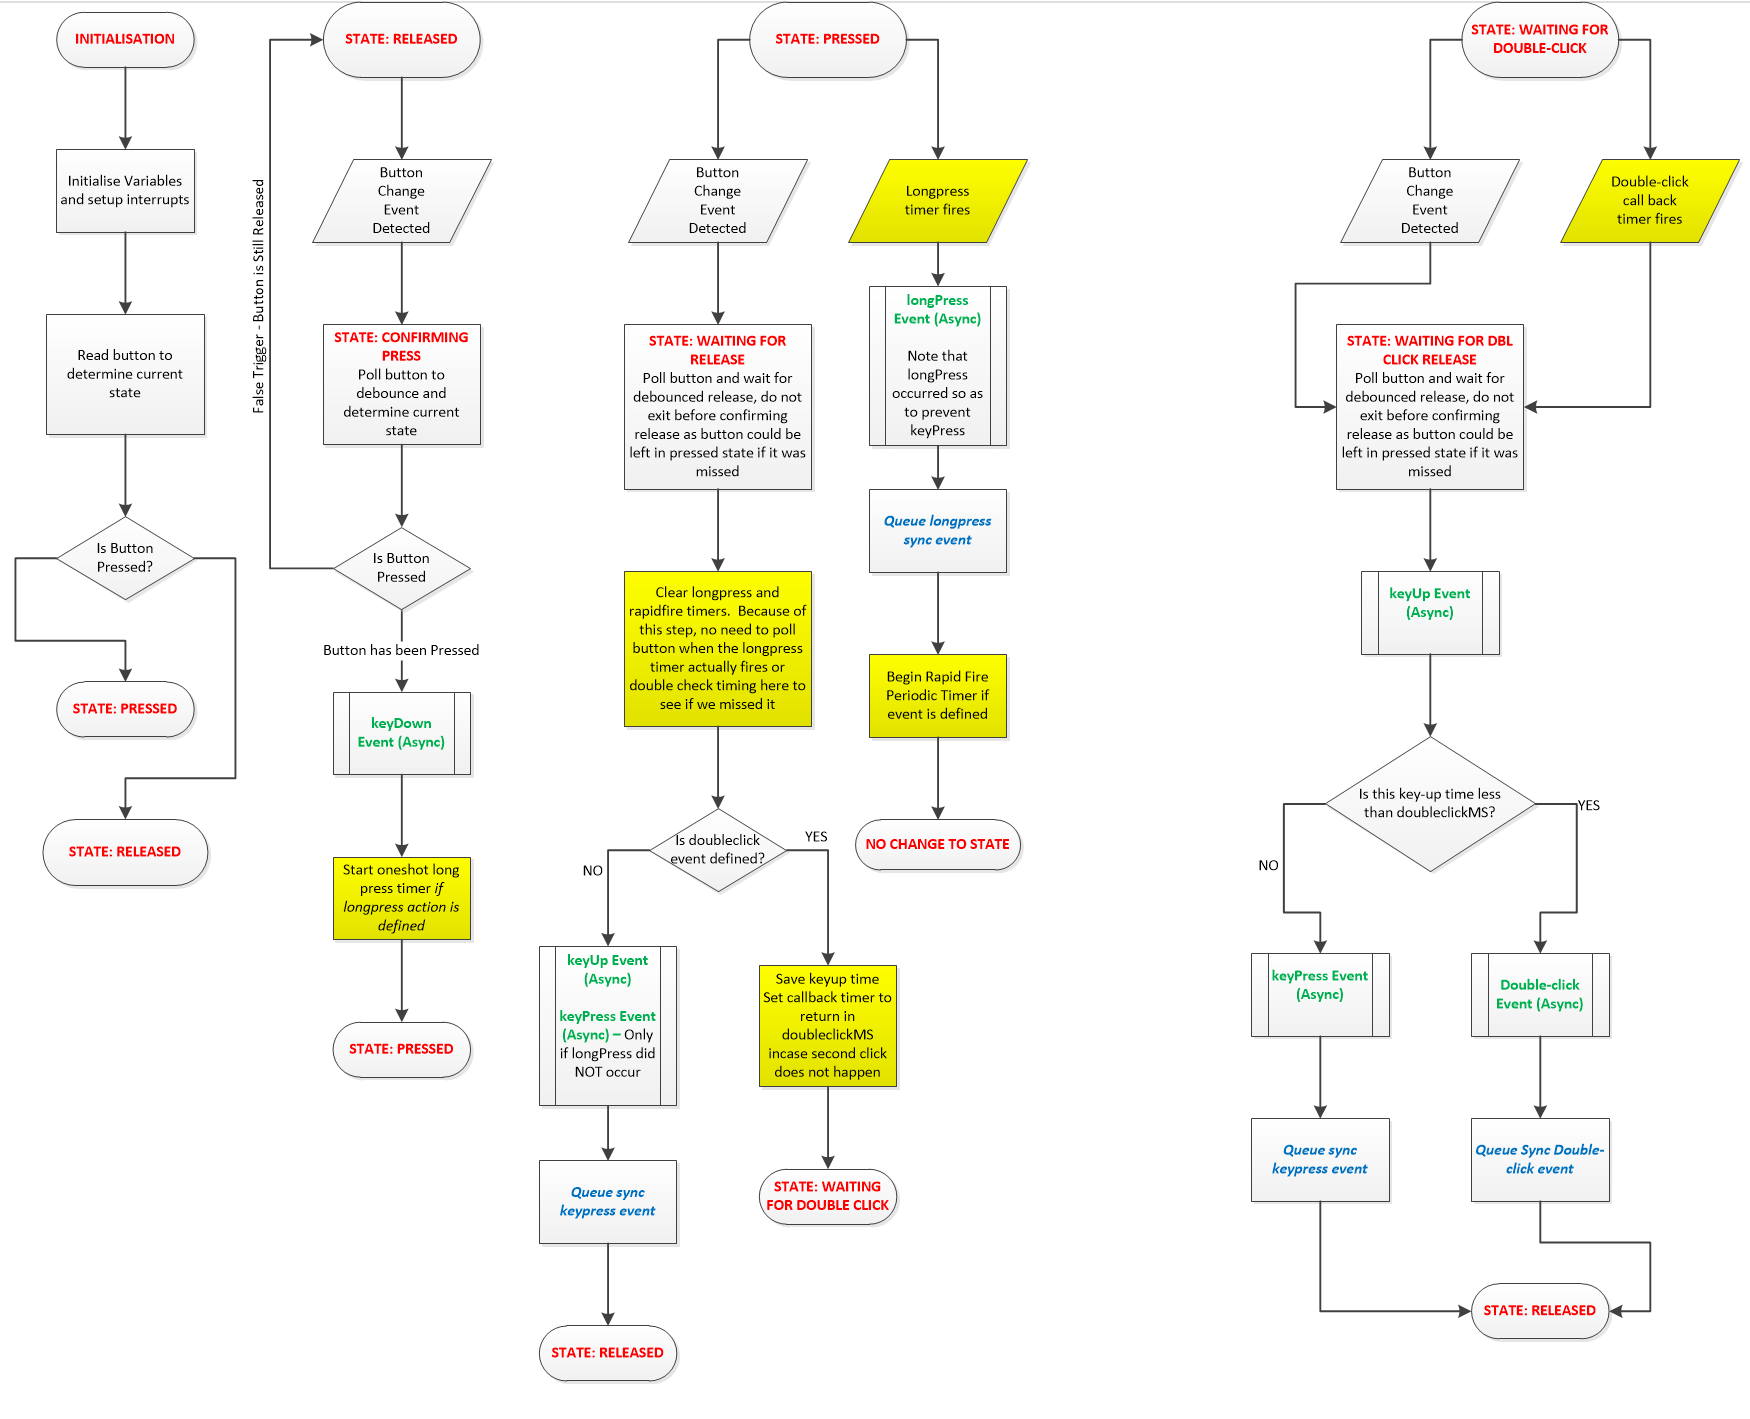 INITIALISATION
Initialise Variables
and setup interrupts
Read button to
determine current
state
Is Button
Pressed?
STATE: PRESSED
STATE: RELEASED
STATE: RELEASED
False Trigger - Button is Still Released
Button
Change
Event
Detected
STATE: CONFIRMING
PRESS
Poll button to
debounce and
determine current
state
Is Button
Pressed
Button has been Pressed
keyDown
Event (Async)
Start oneshot long
press timer if
longpress action is
defined
STATE: PRESSED
STATE: PRESSED
Button
Change
Event
Detected
STATE: WAITING FOR
RELEASE
Poll button and wait for
debounced release, do not
exit before confirming
release as button could be
left in pressed state if it was
missed
Clear longpress and
rapidfire timers.  Because of
this step, no need to poll
button when the longpress
timer actually fires or
double check timing here to
see if we missed it
Is doubleclick
event defined?
NO
YES
keyUp Event
(Async)
keyPress Event
(Async) – Only
if longPress did
NOT occur
Queue sync
keypress event
STATE: RELEASED
Save keyup time
Set callback timer to
return in
doubleclickMS
incase second click
does not happen
STATE: WAITING
FOR DOUBLE CLICK
Longpress
timer fires
longPress
Event (Async)
Note that
longPress
occurred so as
to prevent
keyPress
Queue longpress
sync event
Begin Rapid Fire
Periodic Timer if
event is defined
NO CHANGE TO STATE
STATE: WAITING FOR
DOUBLE-CLICK
Button
Change
Event
Detected
Double-click
call back
timer fires
STATE: WAITING FOR DBL
CLICK RELEASE
Poll button and wait for
debounced release, do not
exit before confirming
release as button could be
left in pressed state if it was
missed
keyUp Event
(Async)
Is this key-up time less
than doubleclickMS?
NO
YES
keyPress Event
(Async)
Queue sync
keypress event
Double-click
Event (Async)
Queue Sync Double-
click event
STATE: RELEASED